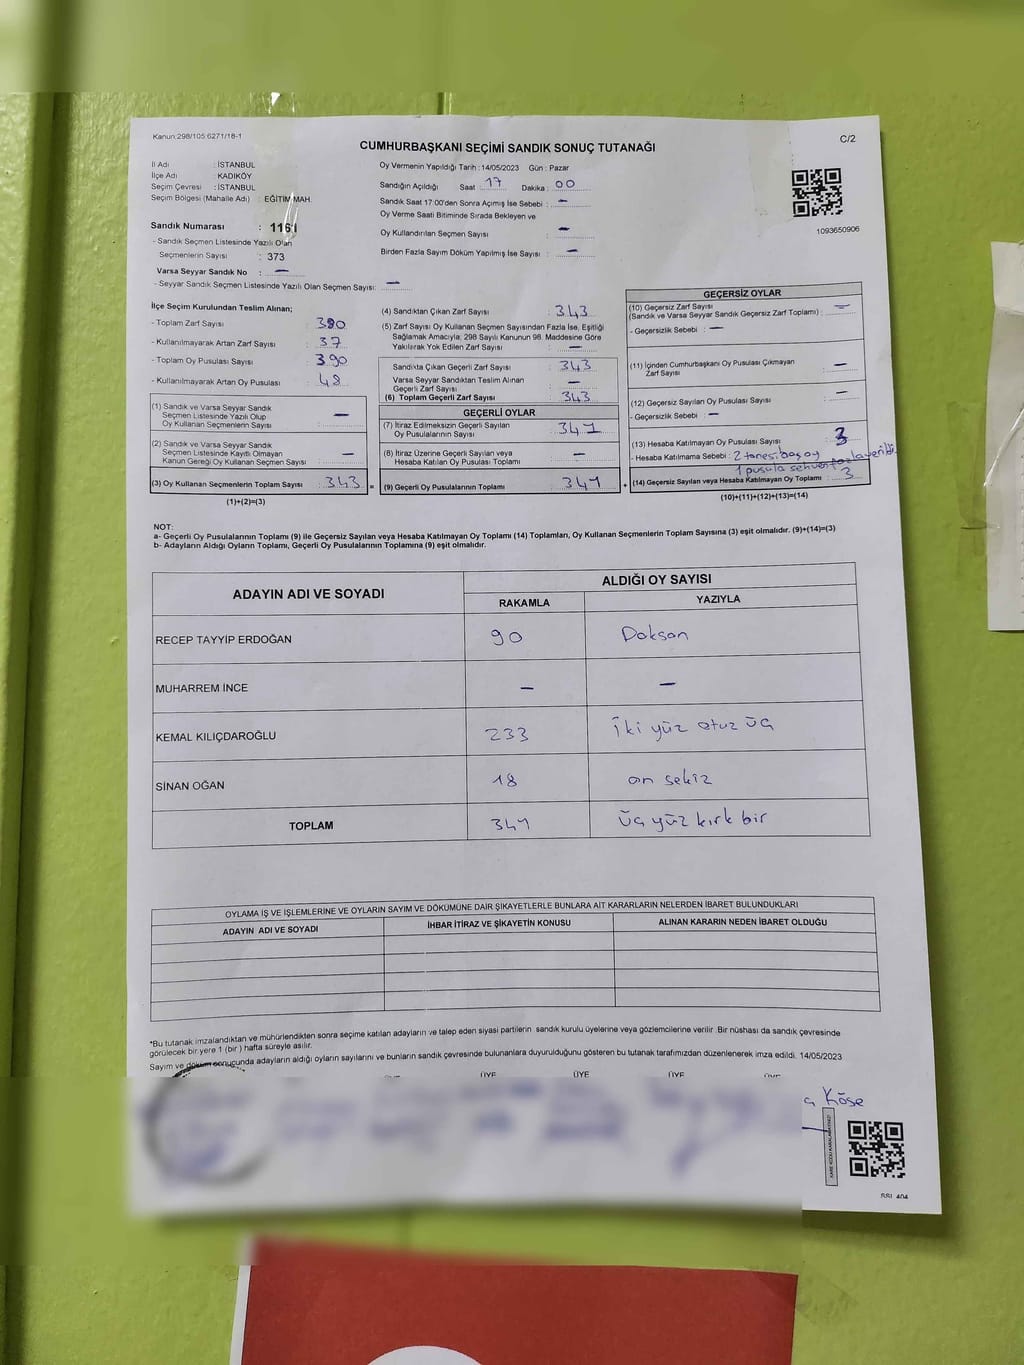 Kanun:298/105 6271/18-1
C/2
CUMHURBAŞKANI SEÇİMİ SANDIK SONUÇ TUTANAĞI
İl Adı : İSTANBUL
İlçe Adı : KADIKÖY
Seçim Çevresi : İSTANBUL
Seçim Bölgesi (Mahalle Adı) : EĞİTİM MAH.
Sandık Numarası : 1161
- Sandık Seçmen Listesinde Yazılı Olan
Seçmenlerin Sayısı : 373
Varsa Seyyar Sandık No : —
- Seyyar Sandık Seçmen Listesinde Yazılı Olan Seçmen Sayısı: —
Oy Vermenin Yapıldığı Tarih : 14/05/2023 Gün : Pazar
Sandığın Açıldığı Saat : 17 Dakika : 00
Sandık Saat 17:00'den Sonra Açımış İse Sebebi : —
Oy Verme Saati Bitiminde Sırada Bekleyen ve
Oy Kullandırılan Seçmen Sayısı : —
Birden Fazla Sayım Döküm Yapılmış İse Sayısı : —
1093650906
İlçe Seçim Kurulundan Teslim Alınan;
- Toplam Zarf Sayısı : 390
- Kullanılmayarak Artan Zarf Sayısı : 37
- Toplam Oy Pusulası Sayısı : 390
- Kullanılmayarak Artan Oy Pusulası : 48
(1) Sandık ve Varsa Seyyar Sandık
Seçmen Listesinde Yazılı Olup
Oy Kullanan Seçmenlerin Sayısı : —
(2) Sandık ve Varsa Seyyar Sandık
Seçmen Listesinde Kayıtlı Olmayan
Kanun Gereği Oy Kullanan Seçmen Sayısı : —
(3) Oy Kullanan Seçmenlerin Toplam Sayısı : 343 =
(1)+(2)=(3)
(4) Sandıktan Çıkan Zarf Sayısı : 343
(5) Zarf Sayısı Oy Kullanan Seçmen Sayısından Fazla İse, Eşitliği
Sağlamak Amacıyla; 298 Sayılı Kanunun 98. Maddesine Göre
Yakılarak Yok Edilen Zarf Sayısı : —
Sandıkta Çıkan Geçerli Zarf Sayısı : 343
Varsa Seyyar Sandıktan Teslim Alınan
Geçerli Zarf Sayısı : —
(6) Toplam Geçerli Zarf Sayısı : 343
GEÇERLİ OYLAR
(7) İtiraz Edilmeksizin Geçerli Sayılan
Oy Pusulalarının Sayısı : 341
(8) İtiraz Üzerine Geçerli Sayılan veya
Hesaba Katılan Oy Pusulası Toplamı : —
(9) Geçerli Oy Pusulalarının Toplamı : 341 +
GEÇERSİZ OYLAR
(10) Geçersiz Zarf Sayısı
(Sandık ve Varsa Seyyar Sandık Geçersiz Zarf Toplamı) : —
- Geçersizlik Sebebi : —
(11) İçinden Cumhurbaşkanı Oy Pusulası Çıkmayan
Zarf Sayısı : —
(12) Geçersiz Sayılan Oy Pusulası Sayısı : —
- Geçersizlik Sebebi : —
(13) Hesaba Katılmayan Oy Pusulası Sayısı : 3
- Hesaba Katılmama Sebebi : 2 tanesi boş oy
1 pusula sehven fazla verildi.
(14) Geçersiz Sayılan veya Hesaba Katılmayan Oy Toplamı : 3
(10)+(11)+(12)+(13)=(14)
NOT:
a- Geçerli Oy Pusulalarının Toplamı (9) ile Geçersiz Sayılan veya Hesaba Katılmayan Oy Toplamı (14) Toplamları, Oy Kullanan Seçmenlerin Toplam Sayısına (3) eşit olmalıdır. (9)+(14)=(3)
b- Adayların Aldığı Oyların Toplamı, Geçerli Oy Pusulalarının Toplamına (9) eşit olmalıdır.
ADAYIN ADI VE SOYADI
ALDIĞI OY SAYISI
RAKAMLA YAZIYLA
RECEP TAYYİP ERDOĞAN 90 Doksan
MUHARREM İNCE — —
KEMAL KILIÇDAROĞLU 233 İki yüz otuz üç
SİNAN OĞAN 18 on sekiz
TOPLAM 341 Üç yüz kırk bir
OYLAMA İŞ VE İŞLEMLERİNE VE OYLARIN SAYIM VE DÖKÜMÜNE DAİR ŞİKAYETLERLE BUNLARA AİT KARARLARIN NELERDEN İBARET BULUNDUKLARI
ADAYIN ADI VE SOYADI İHBAR İTİRAZ VE ŞİKAYETİN KONUSU ALINAN KARARIN NEDEN İBARET OLDUĞU
*Bu tutanak imzalandıktan ve mühürlendikten sonra seçime katılan adayların ve talep eden siyasi partilerin sandık kurulu üyelerine veya gözlemcilerine verilir. Bir nüshası da sandık çevresinde
görülecek bir yere 1 (bir ) hafta süreyle asılır.
Sayım ve döküm sonucunda adayların aldığı oyların sayılarını ve bunların sandık çevresinde bulunanlara duyurulduğunu gösteren bu tutanak tarafımızdan düzenlenerek imza edildi. 14/05/2023
ÜYE ÜYE ÜYE ÜYE
Köse